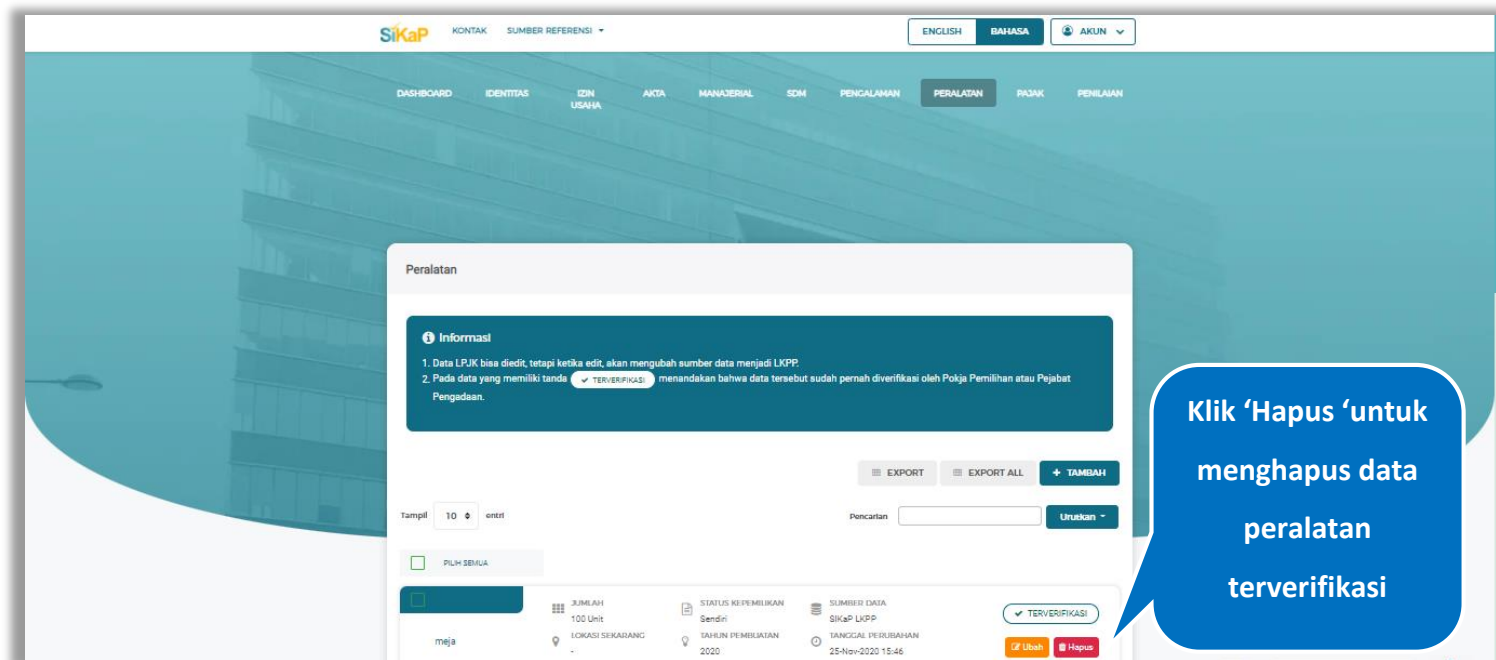 SiKaP KONTAK SUMBER REFERENSI ENGLISH BAHASA AKUN
DASHBOARD IDENTITAS IZIN USAHA AKTA MANAJERIAL SDM PENGALAMAN PERALATAN PAJAK PENILAIAN
Peralatan
Informasi
1. Data LPJK bisa diedit, tetapi ketika edit, akan mengubah sumber data menjadi LKPP.
2. Pada data yang memiliki tanda TERVERIFIKASI menandakan bahwa data tersebut sudah pernah diverifikasi oleh Pokja Pemilihan atau Pejabat
Pengadaan.
EXPORT EXPORT ALL + TAMBAH
Tampil 10 entri Pencarian Urutkan
PILIH SEMUA
JUMLAH STATUS KEPEMILIKAN SUMBER DATA
100 Unit Sendiri SIKaP LKPP TERVERIFIKASI
meja LOKASI SEKARANG TAHUN PEMBUATAN TANGGAL PERUBAHAN
- 2020 25-Nov-2020 15:46 Ubah Hapus
Klik ‘Hapus ‘untuk
menghapus data
peralatan
terverifikasi